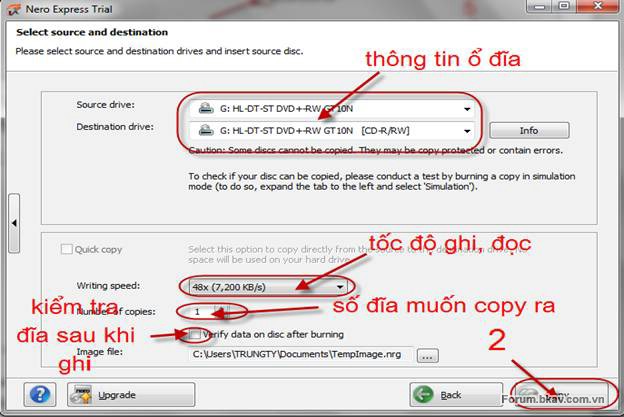 Nero Express Trial
Select source and destination
Please select source and destination drives and insert source disc.
thông tin ổ đĩa
Source drive: G: HL-DT-ST DVD+-RW GT10N
Destination drive: G: HL-DT-ST DVD+-RW GT10N [CD-R/RW] Info
Caution: Some discs cannot be copied. They may be copy protected or contain errors.
To check if your disc can be copied, please conduct a test by burning a copy in simulation
mode (to do so, expand the tab to the left and select 'Simulation').
Quick copy Select this option to copy directly from the source to the destination
space will be used on your hard drive.
tốc độ ghi, đọc
Writing speed: 48x (7,200 KB/s)
kiểm tra
đĩa sau khi
ghi
Number of copies: 1
số đĩa muốn copy ra
Verify data on disc after burning
2
Image file: C:\Users\TRUNGTY\Documents\TempImage.nrg ...
? nero Upgrade Back
Forum.bkav.com.vn